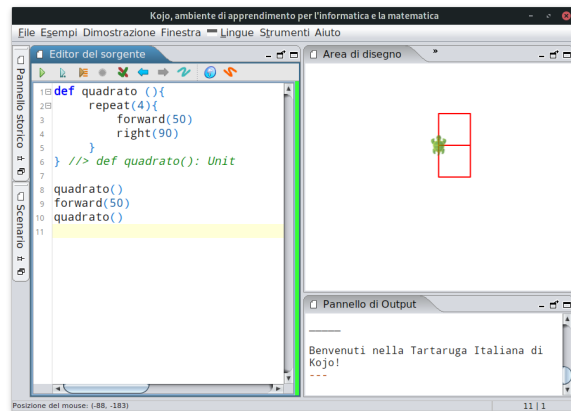 Kojo, ambiente di apprendimento per l'informatica e la matematica
File Esempi Dimostrazione Finestra Lingue Strumenti Aiuto
Pannello storico
Scenario
Editor del sorgente
1 def quadrato (){
2 repeat(4){
3 forward(50)
4 right(90)
5 }
6 } //> def quadrato(): Unit
7
8 quadrato()
9 forward(50)
10 quadrato()
11
Area di disegno »
Pannello di Output
_____
Benvenuti nella Tartaruga Italiana di
Kojo!
---
Posizione del mouse: (-88, -183)
11 | 1